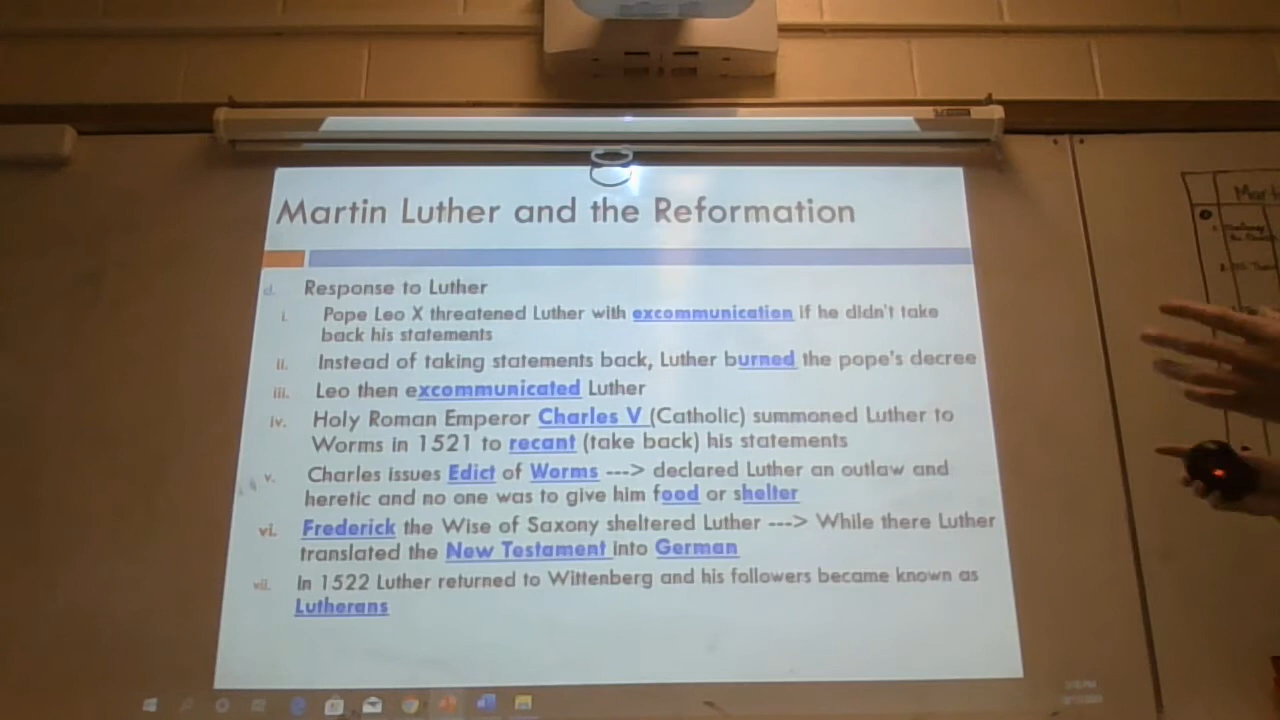 Martin Luther and the Reformation
d. Response to Luther
i. Pope Leo X threatened Luther with excommunication if he didn't take
back his statements
ii. Instead of taking statements back, Luther burned the pope's decree
iii. Leo then excommunicated Luther
iv. Holy Roman Emperor Charles V (Catholic) summoned Luther to
Worms in 1521 to recant (take back) his statements
v. Charles issues Edict of Worms ---> declared Luther an outlaw and
heretic and no one was to give him food or shelter
vi. Frederick the Wise of Saxony sheltered Luther ---> While there Luther
translated the New Testament into German
vii. In 1522 Luther returned to Wittenberg and his followers became known as
Lutherans